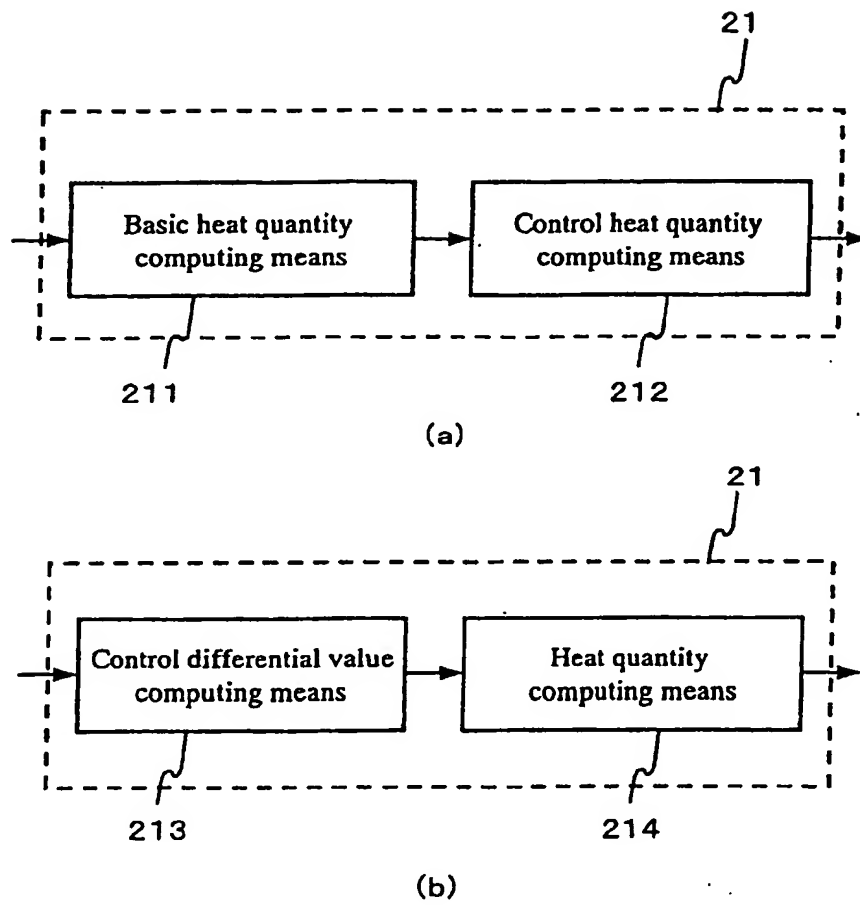 21
Basic heat quantity
computing means
Control heat quantity
computing means
211
212
(a)
21
Control differential value
computing means
Heat quantity
computing means
213
214
(b)